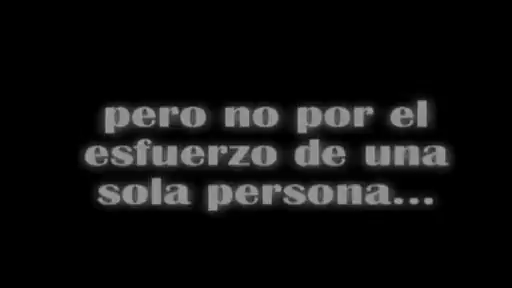 pero no por el
esfuerzo de una
sola persona...